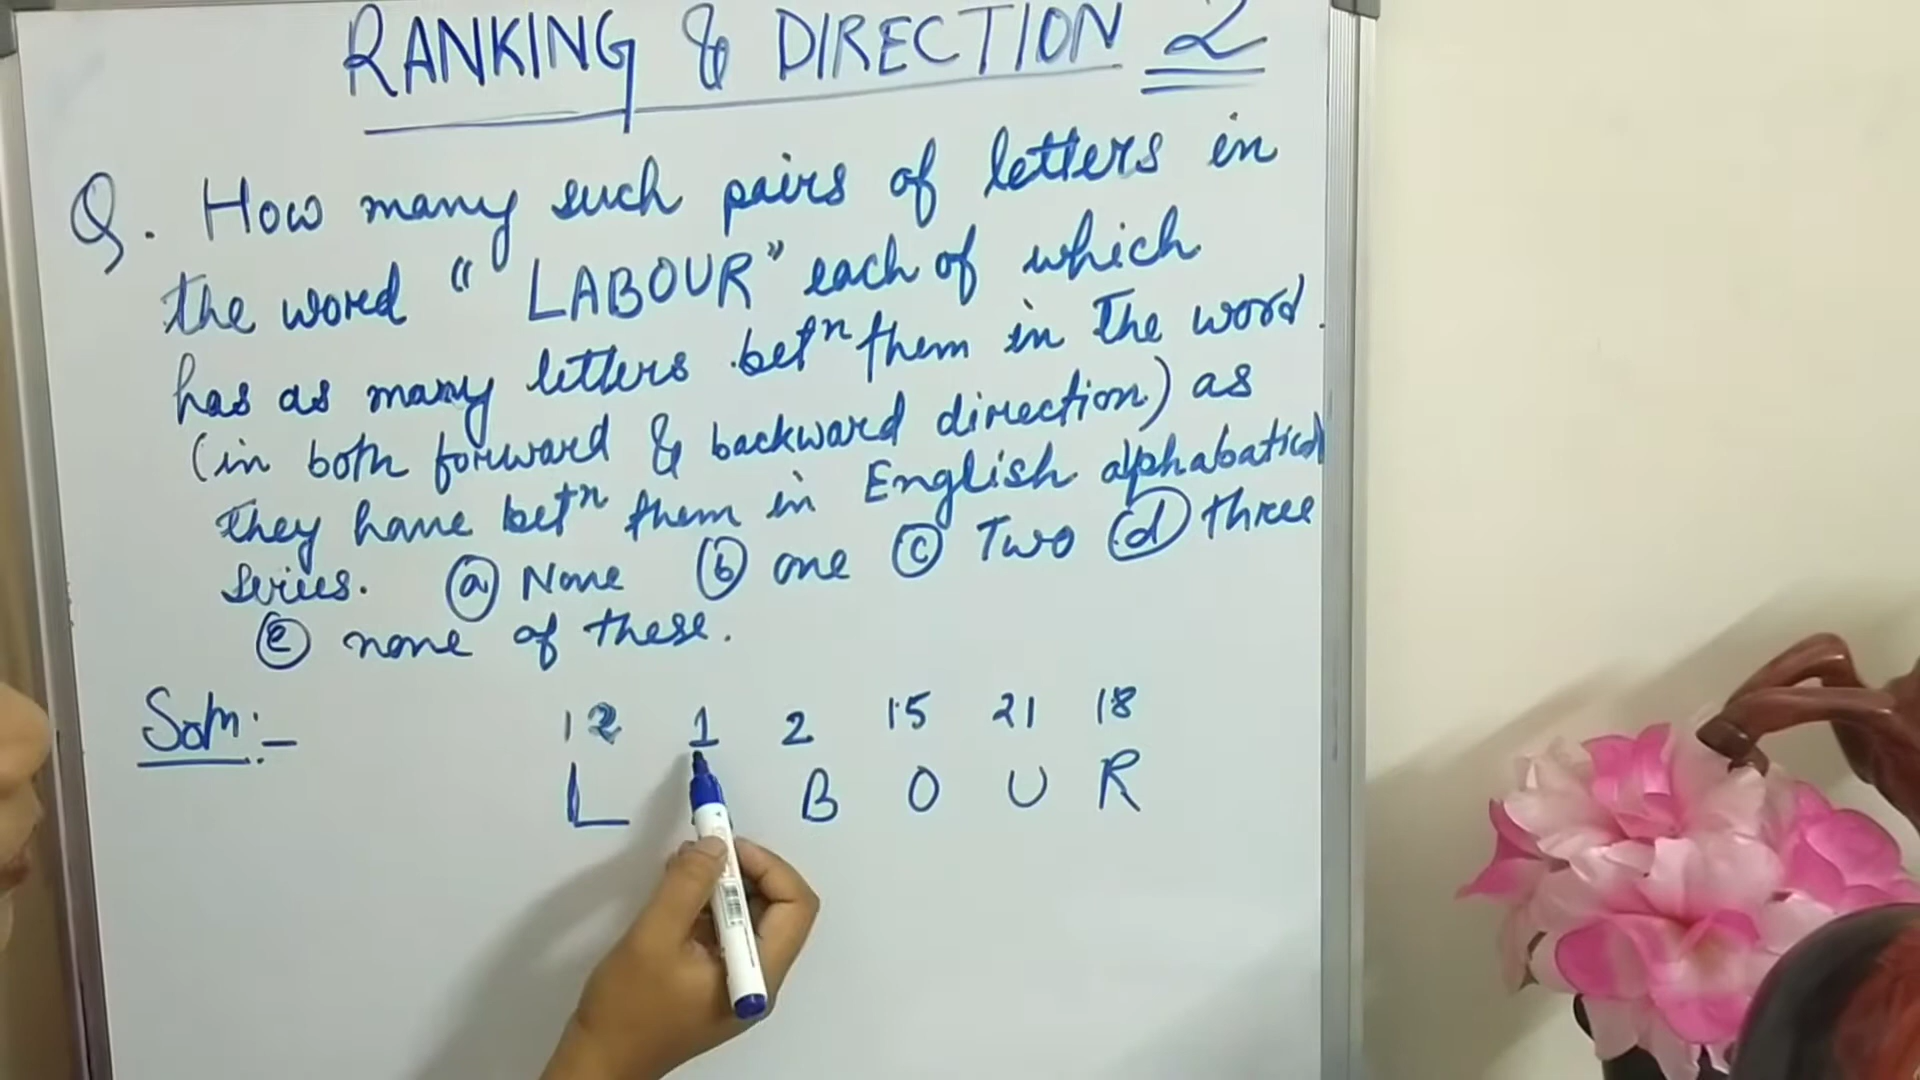 RANKING & DIRECTION 2
Q. How many such pairs of letters in
the word "LABOUR" each of which
has as many letters betn them in the word
(in both forward & backward direction) as
they have betn them in English alphabatical
series. (a) None (b) one (c) Two (d) three
(e) none of these.
Soln:-
12 1 2 15 21 18
L B O U R